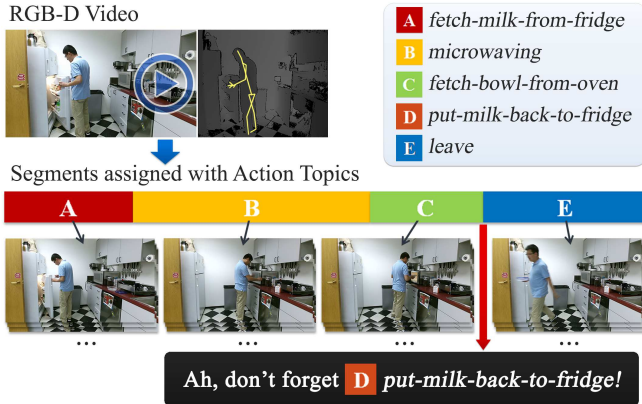 RGB-D Video
A fetch-milk-from-fridge
B microwaving
C fetch-bowl-from-oven
D put-milk-back-to-fridge
E leave
Segments assigned with Action Topics
A B C E
... ... ... ...
Ah, don't forget D put-milk-back-to-fridge!